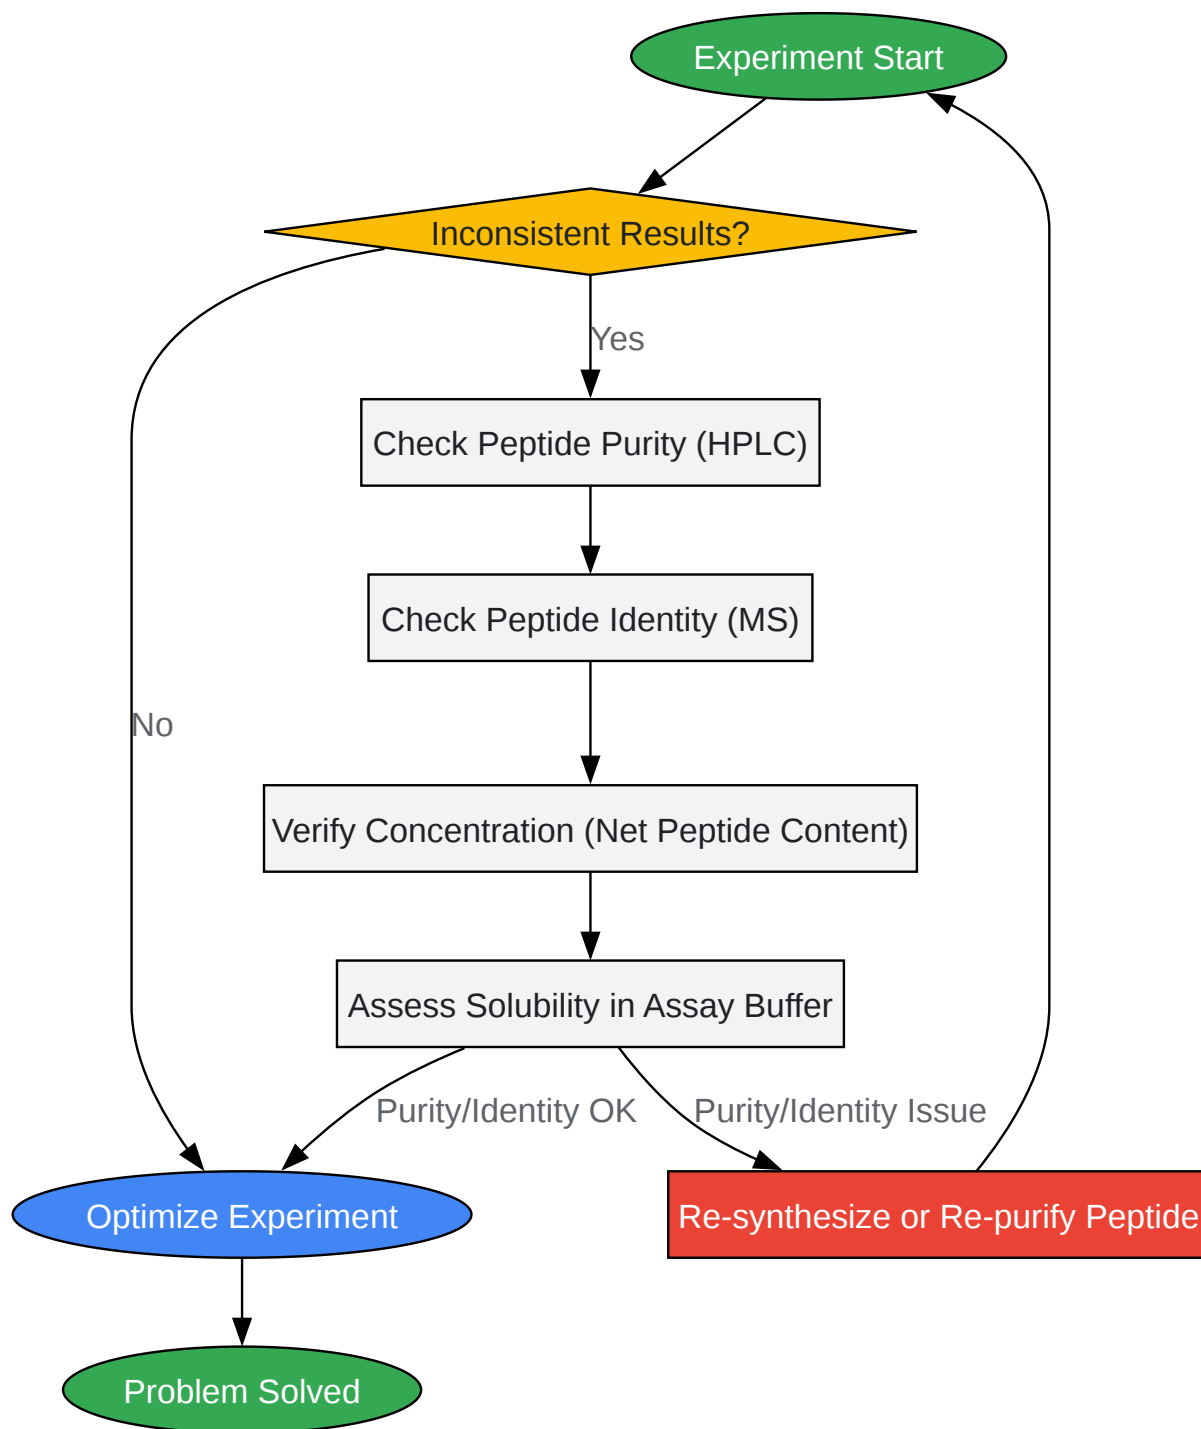 Experiment Start
Inconsistent Results?
Yes
Check Peptide Purity (HPLC)
Check Peptide Identity (MS)
No
Verify Concentration (Net Peptide Content)
Assess Solubility in Assay Buffer
Purity/Identity OK
Purity/Identity Issue
Optimize Experiment
Re-synthesize or Re-purify Peptide
Problem Solved